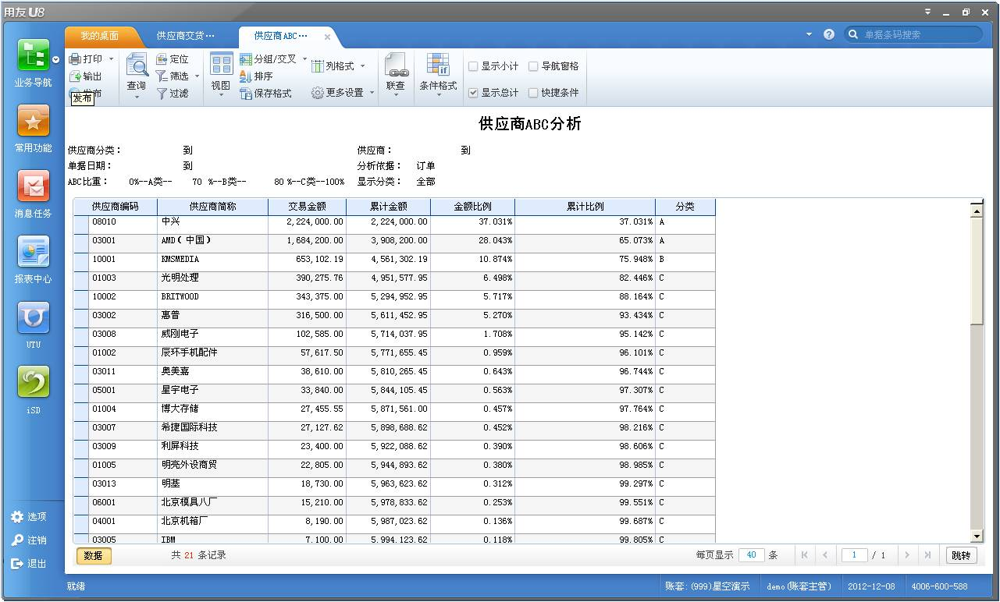 用友U8
我的桌面 供应商交货… 供应商ABC…
单据条码搜索
业务导航
常用功能
消息任务
报表中心
UTU
iSD
选项
注销
退出
打印 输出 发布
查询 定位 筛选 过滤
视图 分组/交叉 排序 保存格式 列格式 更多设置
联查 条件格式
显示小计 导航窗格
显示总计 快捷条件
供应商ABC分析
供应商分类： 到 供应商： 到
单据日期： 到 分析依据： 订单
ABC比重： 0%--A类-- 70 %--B类-- 80 %--C类--100% 显示分类： 全部
供应商编码 供应商简称 交易金额 累计金额 金额比例 累计比例 分类
08010 中兴 2,224,000.00 2,224,000.00 37.031% 37.031% A
03001 AMD（中国） 1,684,200.00 3,908,200.00 28.043% 65.073% A
10001 KMSMEDIA 653,102.19 4,561,302.19 10.874% 75.948% B
01003 光明处理 390,275.76 4,951,577.95 6.498% 82.446% C
10002 BRITWOOD 343,375.00 5,294,952.95 5.717% 88.164% C
03002 惠普 316,500.00 5,611,452.95 5.270% 93.434% C
03008 威刚电子 102,585.00 5,714,037.95 1.708% 95.142% C
01002 辰环手机配件 57,617.50 5,771,655.45 0.959% 96.101% C
03011 奥美嘉 38,610.00 5,810,265.45 0.643% 96.744% C
05001 星宇电子 33,840.00 5,844,105.45 0.563% 97.307% C
01004 博大存储 27,455.55 5,871,561.00 0.457% 97.764% C
03007 希捷国际科技 27,127.62 5,898,688.62 0.452% 98.216% C
03009 利屏科技 23,400.00 5,922,088.62 0.390% 98.606% C
01005 明亮外设商贸 22,805.00 5,944,893.62 0.380% 98.985% C
03013 明基 18,730.00 5,963,623.62 0.312% 99.297% C
06001 北京模具八厂 15,210.00 5,978,833.62 0.253% 99.551% C
04001 北京机箱厂 8,190.00 5,987,023.62 0.136% 99.687% C
03005 IBM 7,100.00 5,994,123.62 0.118% 99.805% C
数据 共 21 条记录 每页显示 40 条 1 / 1 跳转
就绪 账套: (999)星空演示 demo(账套主管) 2012-12-08 4006-600-588